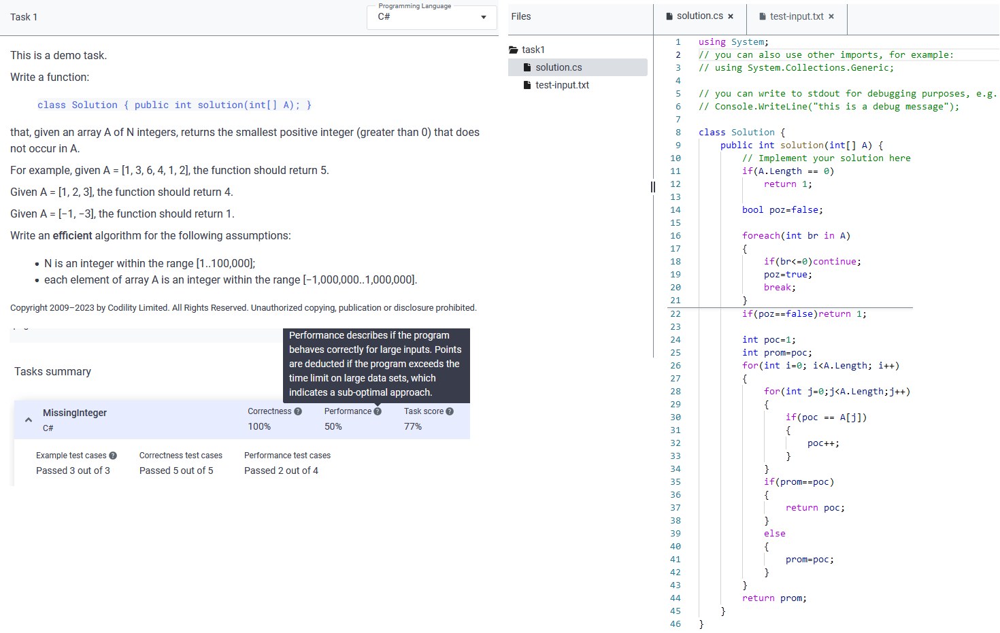 Task 1
Programming Language
C#
This is a demo task.
Write a function:
class Solution { public int solution(int[] A); }
that, given an array A of N integers, returns the smallest positive integer (greater than 0) that does
not occur in A.
For example, given A = [1, 3, 6, 4, 1, 2], the function should return 5.
Given A = [1, 2, 3], the function should return 4.
Given A = [−1, −3], the function should return 1.
Write an efficient algorithm for the following assumptions:
• N is an integer within the range [1..100,000];
• each element of array A is an integer within the range [−1,000,000..1,000,000].
Copyright 2009–2023 by Codility Limited. All Rights Reserved. Unauthorized copying, publication or disclosure prohibited.
Performance describes if the program
behaves correctly for large inputs. Points
are deducted if the program exceeds the
time limit on large data sets, which
indicates a sub-optimal approach.
Tasks summary
MissingInteger
C#
Correctness ?
100%
Performance ?
50%
Task score ?
77%
Example test cases ?
Passed 3 out of 3
Correctness test cases
Passed 5 out of 5
Performance test cases
Passed 2 out of 4
Files
task1
solution.cs
test-input.txt
solution.cs ×
test-input.txt ×
1 using System;
2 // you can also use other imports, for example:
3 // using System.Collections.Generic;
4
5 // you can write to stdout for debugging purposes, e.g.
6 // Console.WriteLine("this is a debug message");
7
8 class Solution {
9 public int solution(int[] A) {
10 // Implement your solution here
11 if(A.Length == 0)
12 return 1;
13
14 bool poz=false;
15
16 foreach(int br in A)
17 {
18 if(br<=0)continue;
19 poz=true;
20 break;
21 }
22 if(poz==false)return 1;
23
24 int poc=1;
25 int prom=poc;
26 for(int i=0; i<A.Length; i++)
27 {
28 for(int j=0;j<A.Length;j++)
29 {
30 if(poc == A[j])
31 {
32 poc++;
33 }
34 }
35 if(prom==poc)
36 {
37 return poc;
38 }
39 else
40 {
41 prom=poc;
42 }
43 }
44 return prom;
45 }
46 }